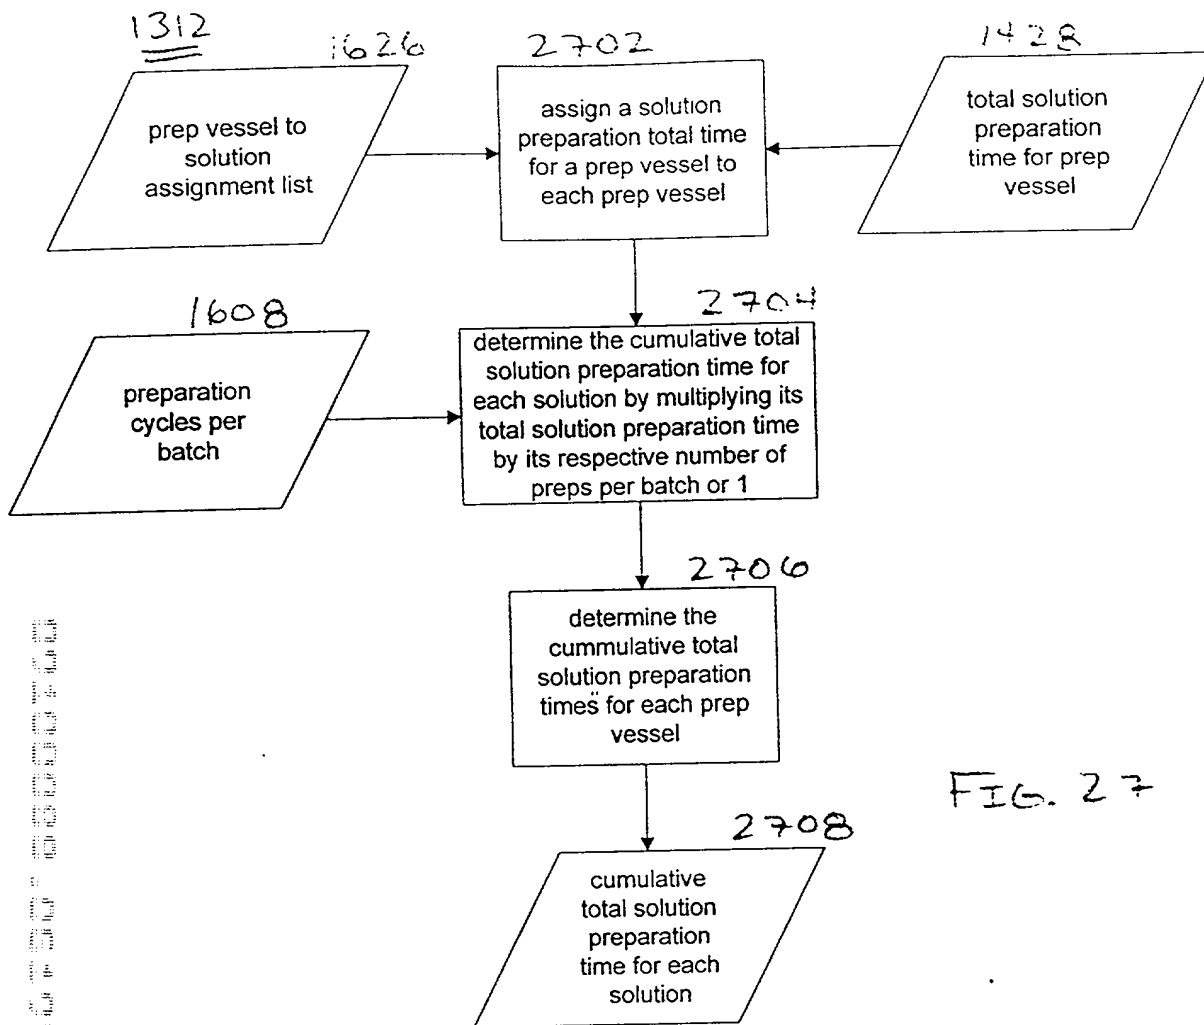 1312
1626
2702
1428
prep vessel to
solution
assignment list
assign a solution
preparation total time
for a prep vessel to
each prep vessel
total solution
preparation
time for prep
vessel
1608
2704
preparation
cycles per
batch
determine the cumulative total
solution preparation time for
each solution by multiplying its
total solution preparation time
by its respective number of
preps per batch or 1
2706
determine the
cummulative total
solution preparation
times for each prep
vessel
FIG. 27
2708
cumulative
total solution
preparation
time for each
solution